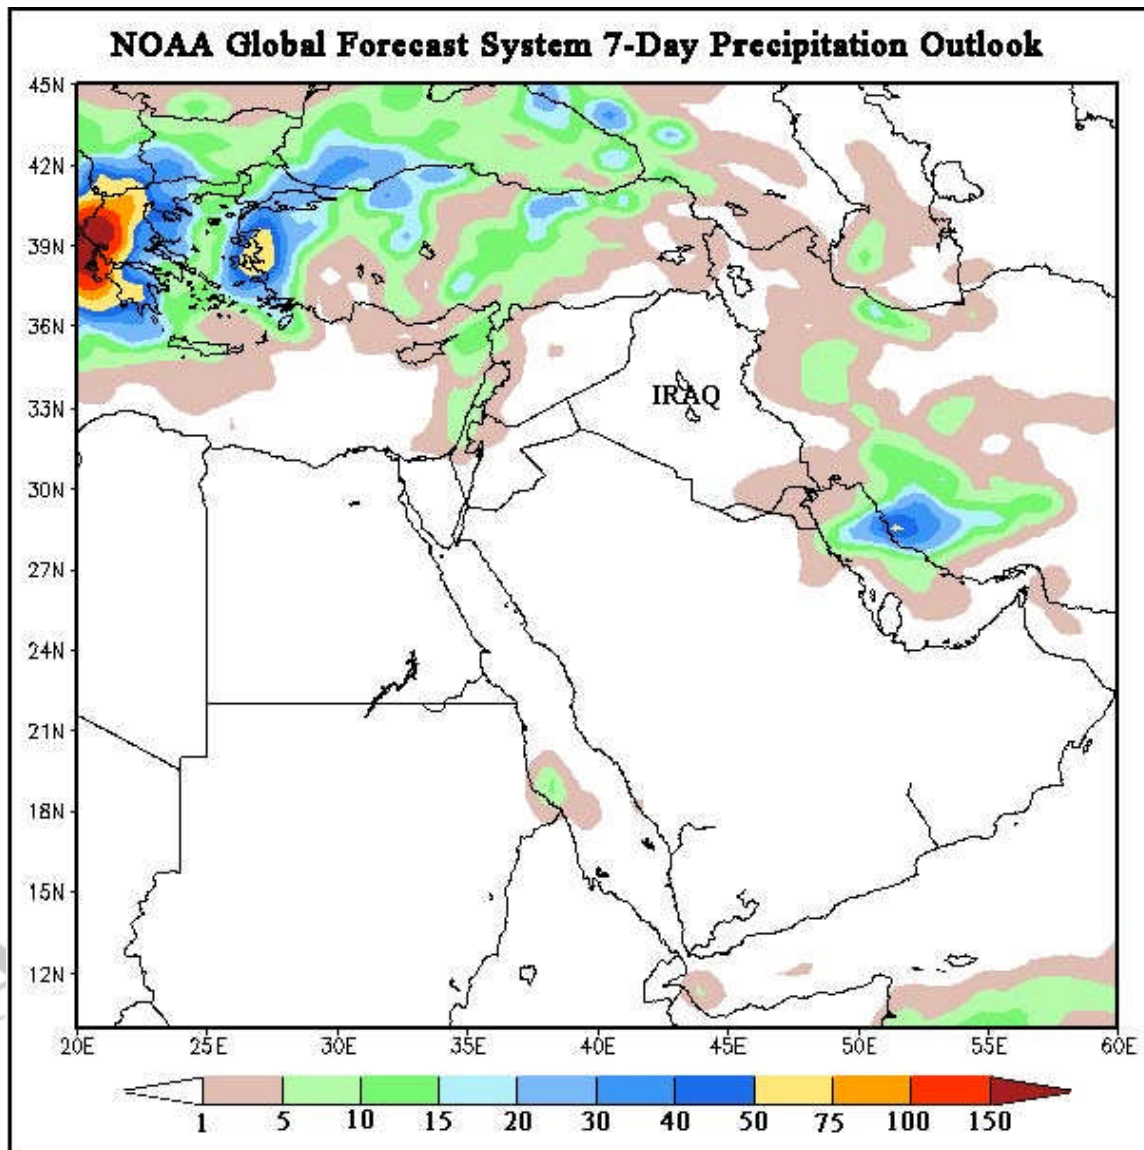 NOAA Global Forecast System 7-Day Precipitation Outlook
45N
42N
39N
36N
33N
30N
27N
24N
21N
18N
15N
12N
IRAQ
20E 25E 30E 35E 40E 45E 50E 55E 60E
1 5 10 15 20 30 40 50 75 100 150